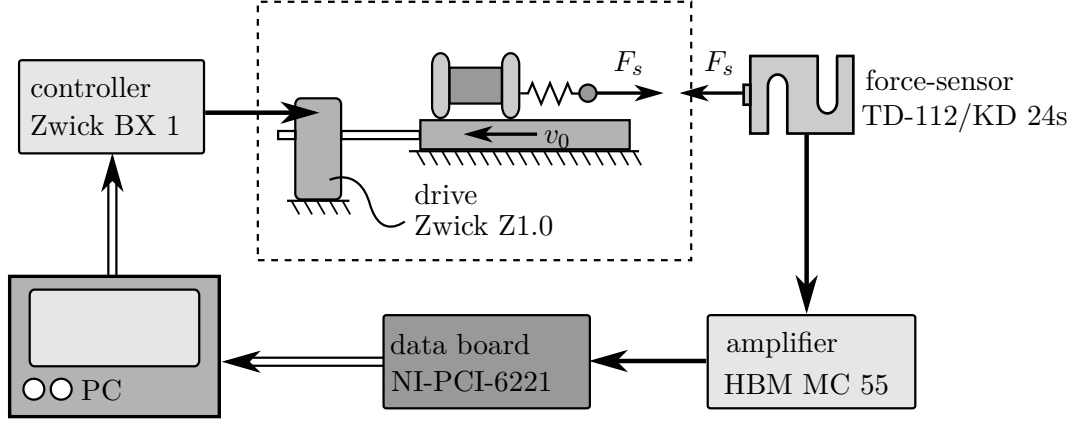 controller
Zwick BX 1
F_s
F_s
force-sensor
TD-112/KD 24s
v_0
drive
Zwick Z1.0
PC
data board
NI-PCI-6221
amplifier
HBM MC 55